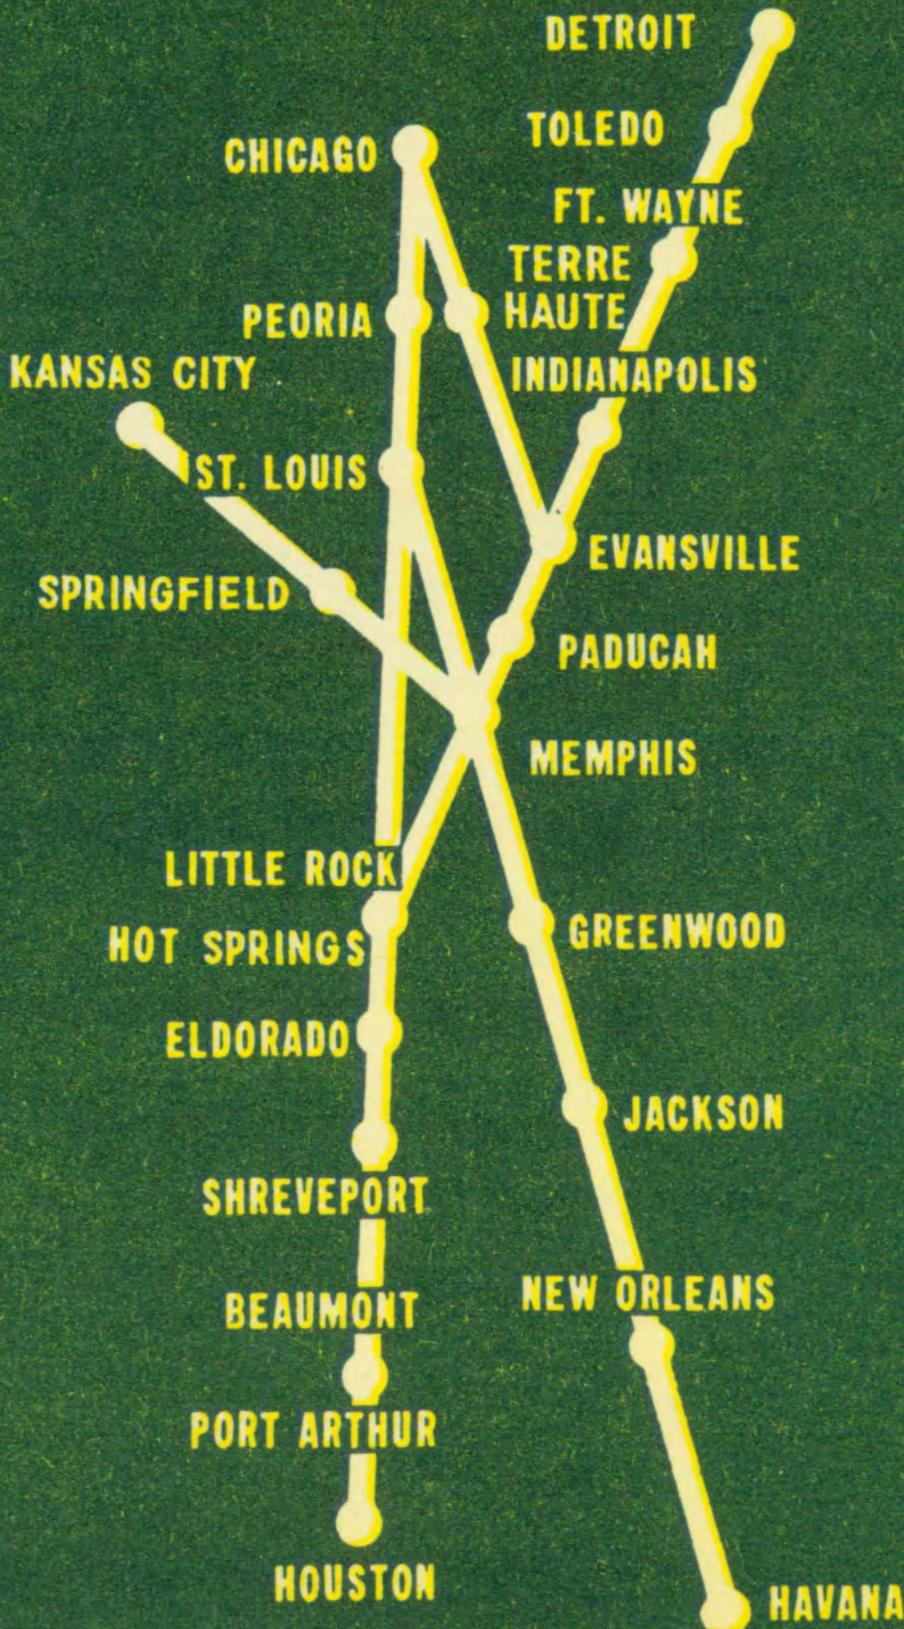 DETROIT
TOLEDO
CHICAGO
FT. WAYNE
TERRE
HAUTE
PEORIA
KANSAS CITY
INDIANAPOLIS
ST. LOUIS
EVANSVILLE
SPRINGFIELD
PADUCAH
MEMPHIS
LITTLE ROCK
GREENWOOD
HOT SPRINGS
ELDORADO
JACKSON
SHREVEPORT
NEW ORLEANS
BEAUMONT
PORT ARTHUR
HOUSTON
HAVANA